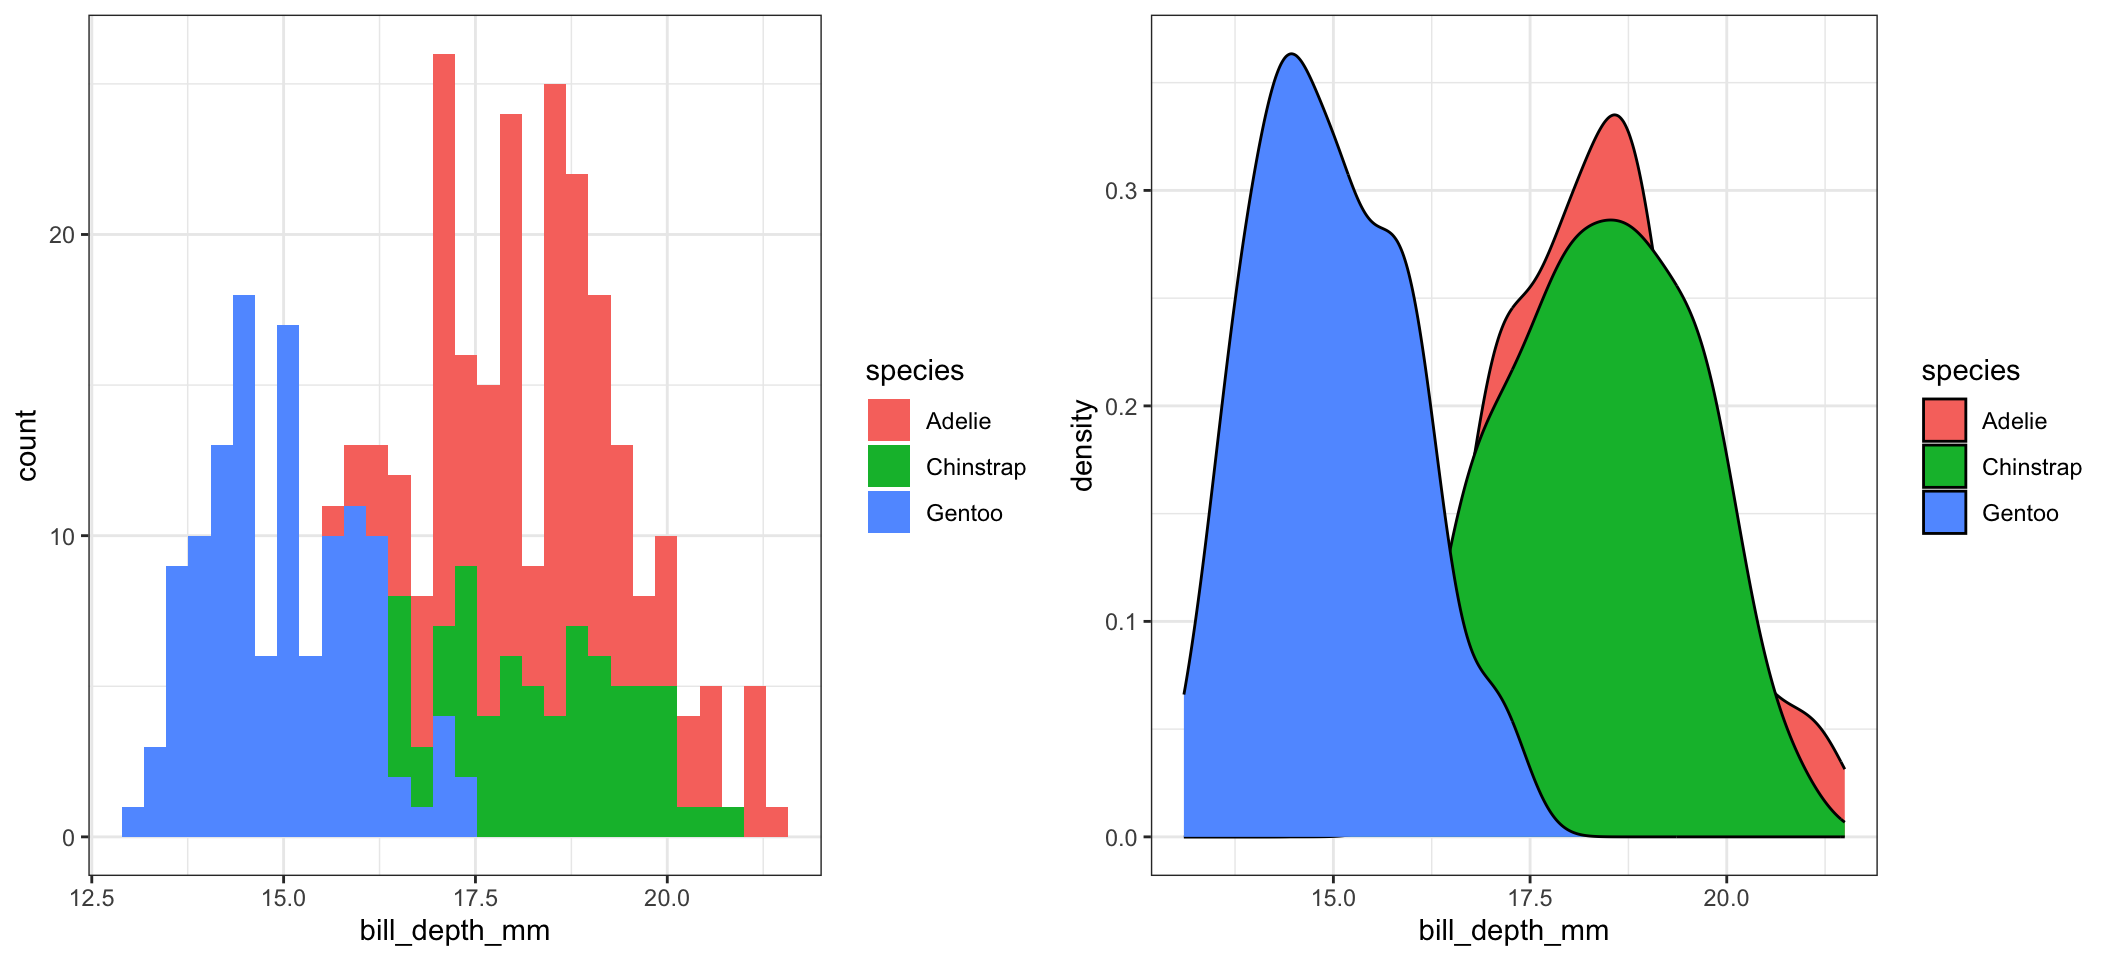 count
20
10
0
12.5
15.0
17.5
20.0
bill_depth_mm
species
Adelie
Chinstrap
Gentoo
density
0.3
0.2
0.1
0.0
15.0
17.5
20.0
bill_depth_mm
species
Adelie
Chinstrap
Gentoo